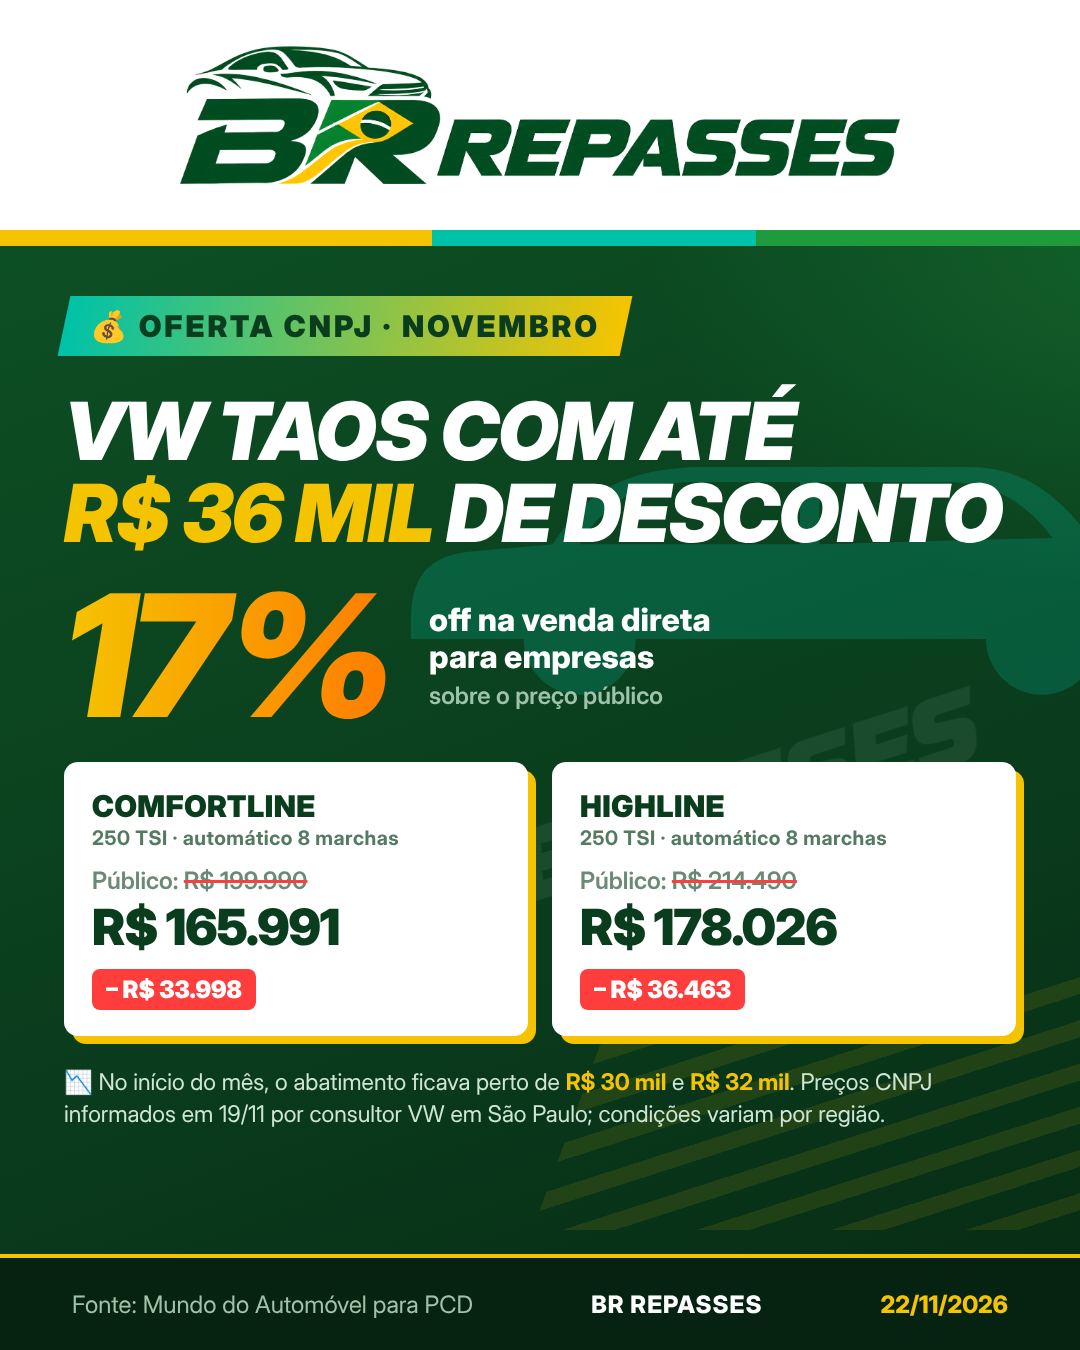 BR REPASSES
💰 OFERTA CNPJ · NOVEMBRO
VW TAOS COM ATÉ
R$ 36 MIL DE DESCONTO
17%
off na venda direta
para empresas
sobre o preço público
COMFORTLINE
250 TSI · automático 8 marchas
Público: R$ 199.990
R$ 165.991
– R$ 33.998
HIGHLINE
250 TSI · automático 8 marchas
Público: R$ 214.490
R$ 178.026
– R$ 36.463
📉 No início do mês, o abatimento ficava perto de R$ 30 mil e R$ 32 mil. Preços CNPJ
informados em 19/11 por consultor VW em São Paulo; condições variam por região.
Fonte: Mundo do Automóvel para PCD
BR REPASSES
22/11/2026